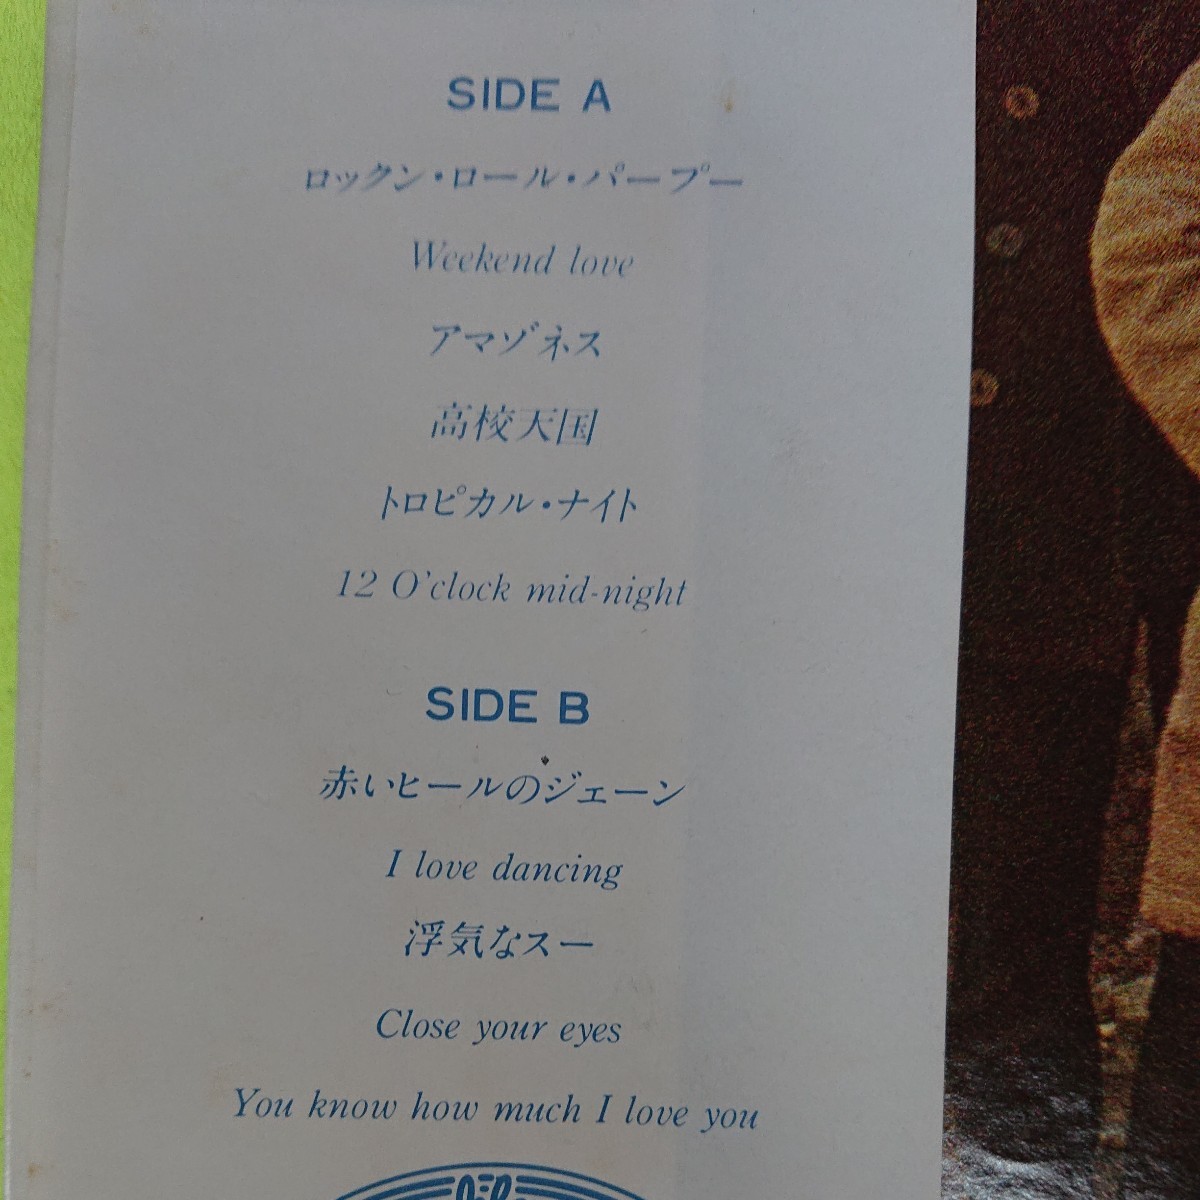 SIDE A
ロックン・ロール・パープー
Weekend love
アマゾネス
高校天国
トロピカル・ナイト
12 O'clock mid-night
SIDE B
赤いヒールのジェーン
I love dancing
浮気なスー
Close your eyes
You know how much I love you